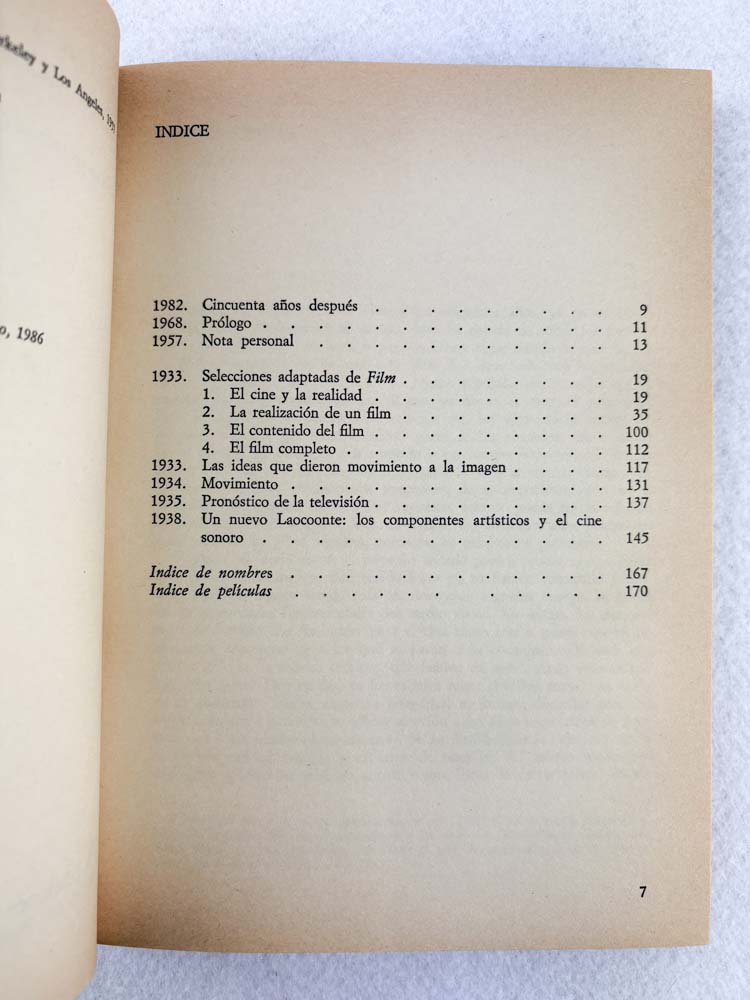 y Los Angeles,
1986
INDICE
1982. Cincuenta años después . . . . . . . . . 9
1968. Prólogo . . . . . . . . . . . . . 11
1957. Nota personal . . . . . . . . . . 13
1933. Selecciones adaptadas de Film . . . . . . . . 19
1. El cine y la realidad . . . . . . . . . 19
2. La realización de un film . . . . . . . . 35
3. El contenido del film . . . . . . . . . 100
4. El film completo . . . . . . . . . . 112
1933. Las ideas que dieron movimiento a la imagen . . . . 117
1934. Movimiento . . . . . . . . . . . . 131
1935. Pronóstico de la televisión . . . . . . . . . 137
1938. Un nuevo Laocoonte: los componentes artísticos y el cine
sonoro . . . . . . . . . . . . . 145
Indice de nombres . . . . . . . . . . . . 167
Indice de películas . . . . . . . . . . . 170
7